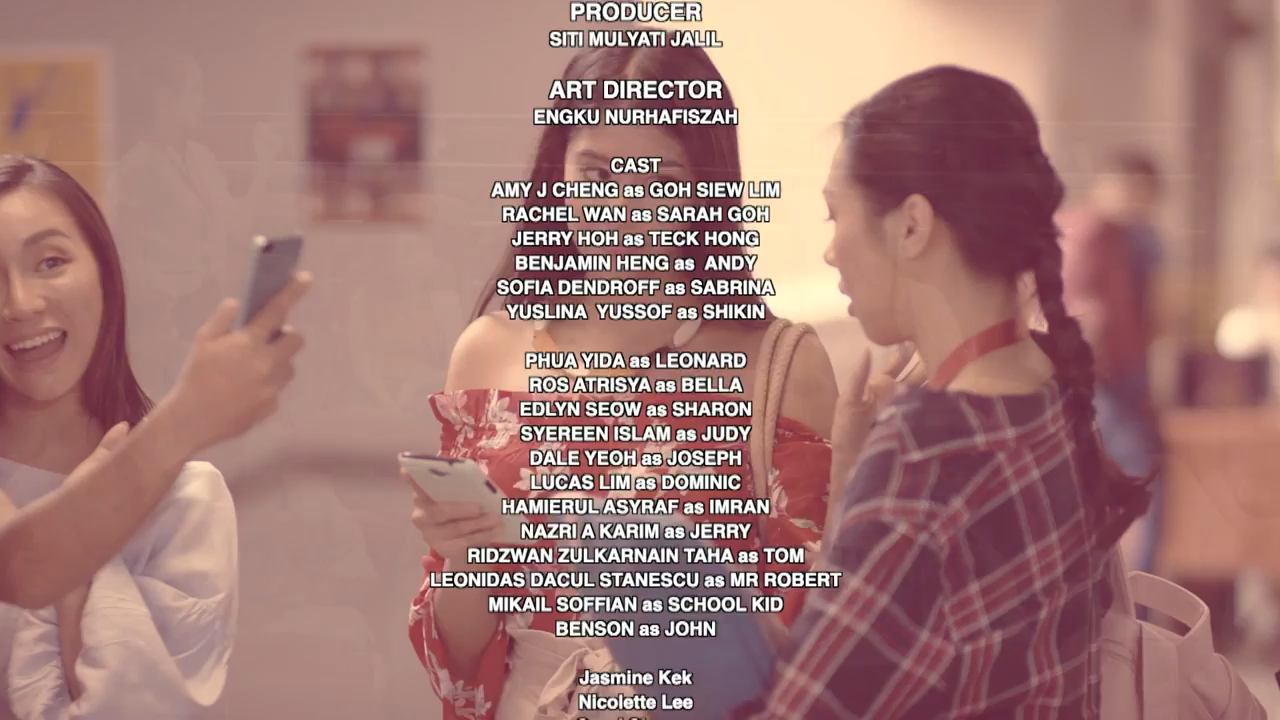 PRODUCER
SITI MULYATI JALIL
ART DIRECTOR
ENGKU NURHAFISZAH
CAST
AMY J CHENG as GOH SIEW LIM
RACHEL WAN as SARAH GOH
JERRY HOH as TECK HONG
BENJAMIN HENG as ANDY
SOFIA DENDROFF as SABRINA
YUSLINA YUSSOF as SHIKIN
PHUA YIDA as LEONARD
ROS ATRISYA as BELLA
EDLYN SEOW as SHARON
SYEREEN ISLAM as JUDY
DALE YEOH as JOSEPH
LUCAS LIM as DOMINIC
HAMIERUL ASYRAF as IMRAN
NAZRI A KARIM as JERRY
RIDZWAN ZULKARNAIN TAHA as TOM
LEONIDAS DACUL STANESCU as MR ROBERT
MIKAIL SOFFIAN as SCHOOL KID
BENSON as JOHN
Jasmine Kek
Nicolette Lee